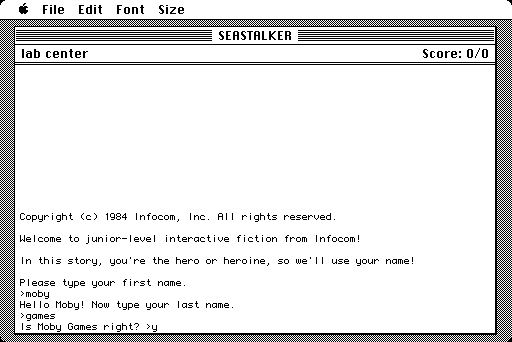 File Edit Font Size
SEASTALKER
lab center Score: 0/0
Copyright (c) 1984 Infocom, Inc. All rights reserved.
Welcome to junior-level interactive fiction from Infocom!
In this story, you're the hero or heroine, so we'll use your name!
Please type your first name.
>moby
Hello Moby! Now type your last name.
>games
Is Moby Games right? >y